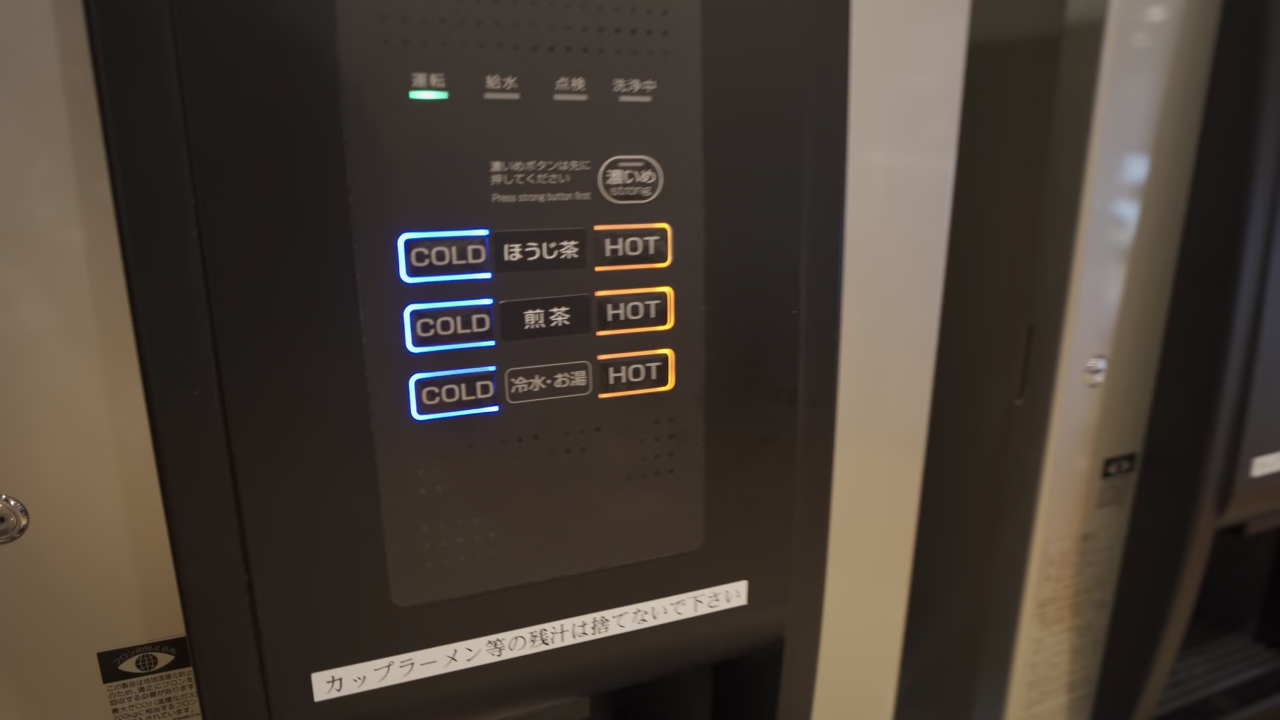 運転 給水 点検 洗浄中
濃いめボタンは先に
押してください
Press strong button first
濃いめ
strong
COLD ほうじ茶 HOT
COLD 煎茶 HOT
COLD 冷水・お湯 HOT
カップラーメン等の残汁は捨てないで下さい